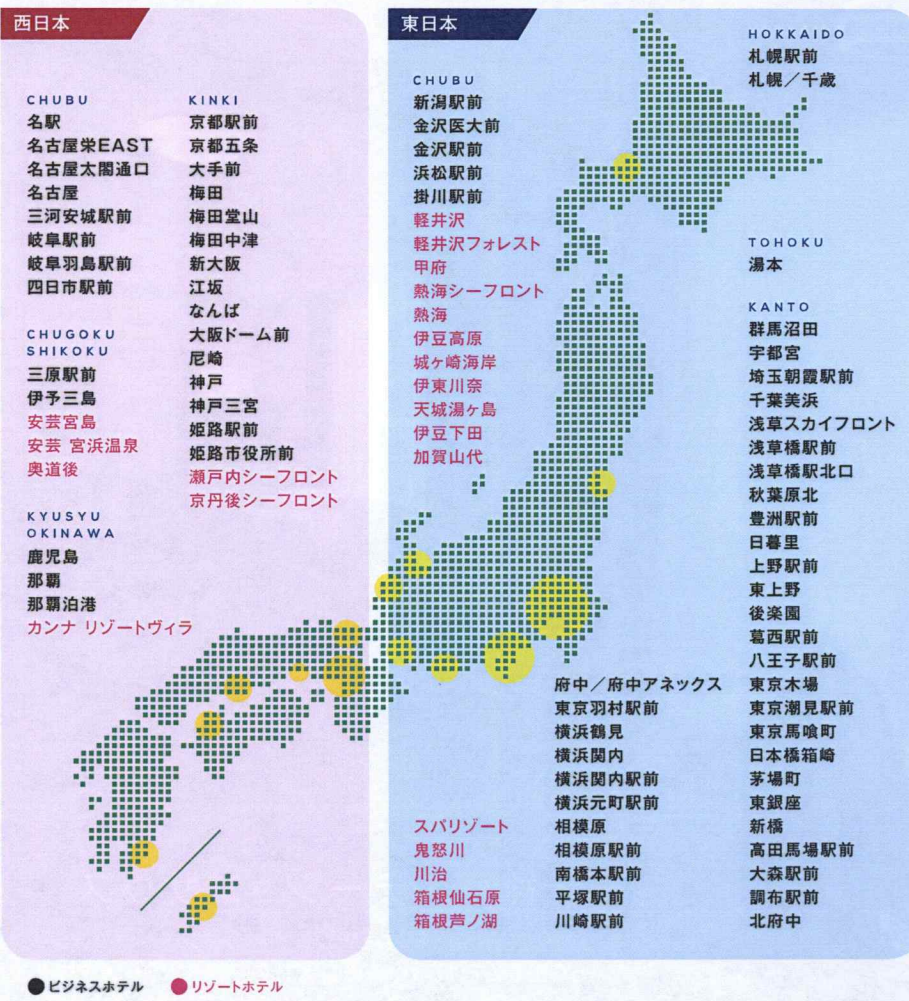 西日本
CHUBU
名駅
名古屋栄EAST
名古屋太閤通口
名古屋
三河安城駅前
岐阜駅前
岐阜羽島駅前
四日市駅前
CHUGOKU
SHIKOKU
三原駅前
伊予三島
安芸宮島
安芸 宮浜温泉
奥道後
KYUSYU
OKINAWA
鹿児島
那覇
那覇泊港
カンナ リゾートヴィラ
KINKI
京都駅前
京都五条
大手前
梅田
梅田堂山
梅田中津
新大阪
江坂
なんば
大阪ドーム前
尼崎
神戸
神戸三宮
姫路駅前
姫路市役所前
瀬戸内シーフロント
京丹後シーフロント
東日本
CHUBU
新潟駅前
金沢医大前
金沢駅前
浜松駅前
掛川駅前
軽井沢
軽井沢フォレスト
甲府
熱海シーフロント
熱海
伊豆高原
城ヶ崎海岸
伊東川奈
天城湯ヶ島
伊豆下田
加賀山代
HOKKAIDO
札幌駅前
札幌／千歳
TOHOKU
湯本
KANTO
群馬沼田
宇都宮
埼玉朝霞駅前
千葉美浜
浅草スカイフロント
浅草橋駅前
浅草橋駅北口
秋葉原北
豊洲駅前
日暮里
上野駅前
東上野
後楽園
葛西駅前
八王子駅前
東京木場
東京潮見駅前
東京馬喰町
日本橋箱崎
茅場町
東銀座
新橋
高田馬場駅前
大森駅前
調布駅前
北府中
府中／府中アネックス
東京羽村駅前
横浜鶴見
横浜関内
横浜関内駅前
横浜元町駅前
相模原
相模原駅前
南橋本駅前
平塚駅前
川崎駅前
スパリゾート
鬼怒川
川治
箱根仙石原
箱根芦ノ湖
●ビジネスホテル ●リゾートホテル